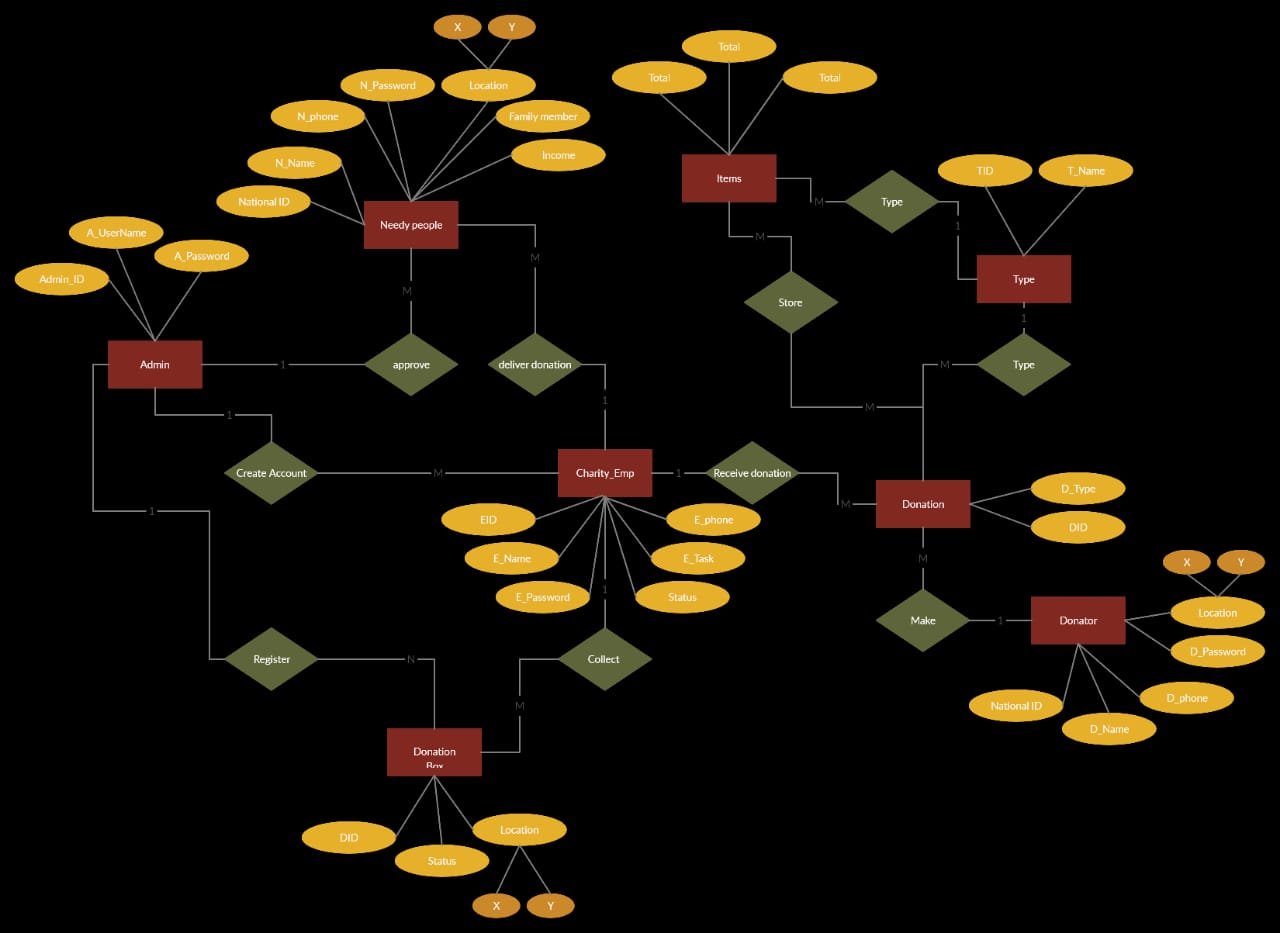 X
Y
Total
Total
Total
N_Password
Location
N_phone
Family member
Income
N_Name
National ID
Items
TID
T_Name
M
Type
1
Needy people
A_UserName
A_Password
Admin_ID
M
M
M
Store
Type
1
Admin
1
approve
deliver donation
M
Type
1
M
1
Create Account
M
Charity_Emp
1
Receive donation
M
Donation
D_Type
DID
1
EID
E_phone
E_Name
E_Task
E_Password
Status
1
M
X
Y
Make
1
Donator
Location
D_Password
Register
N
Collect
M
National ID
D_phone
D_Name
Donation
Box
DID
Location
Status
X
Y